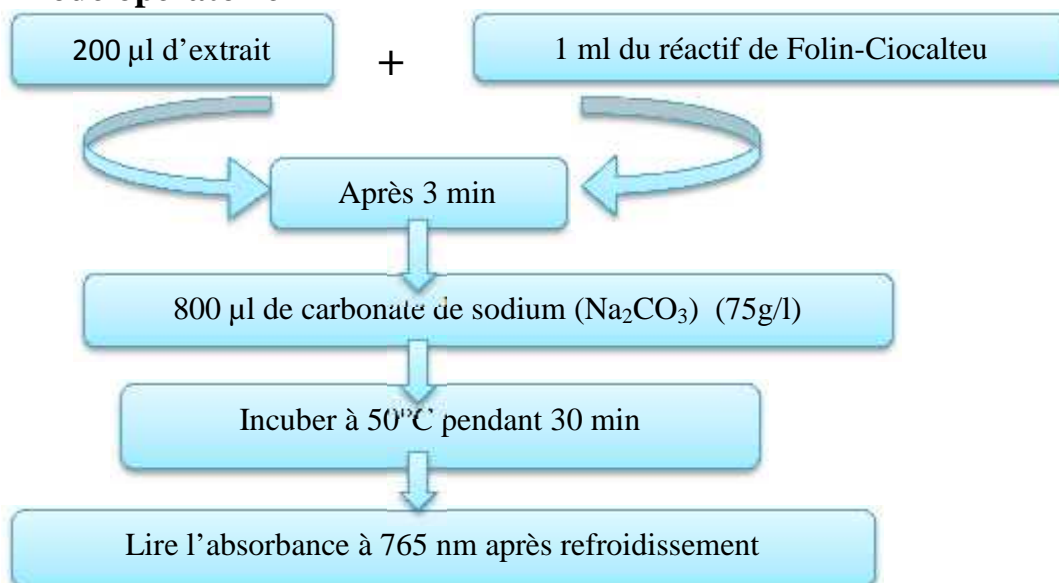 200 µl d’extrait + 1 ml du réactif de Folin-Ciocalteu
Après 3 min
800 µl de carbonate de sodium (Na₂CO₃) (75g/l)
Incuber à 50°C pendant 30 min
Lire l’absorbance à 765 nm après refroidissement